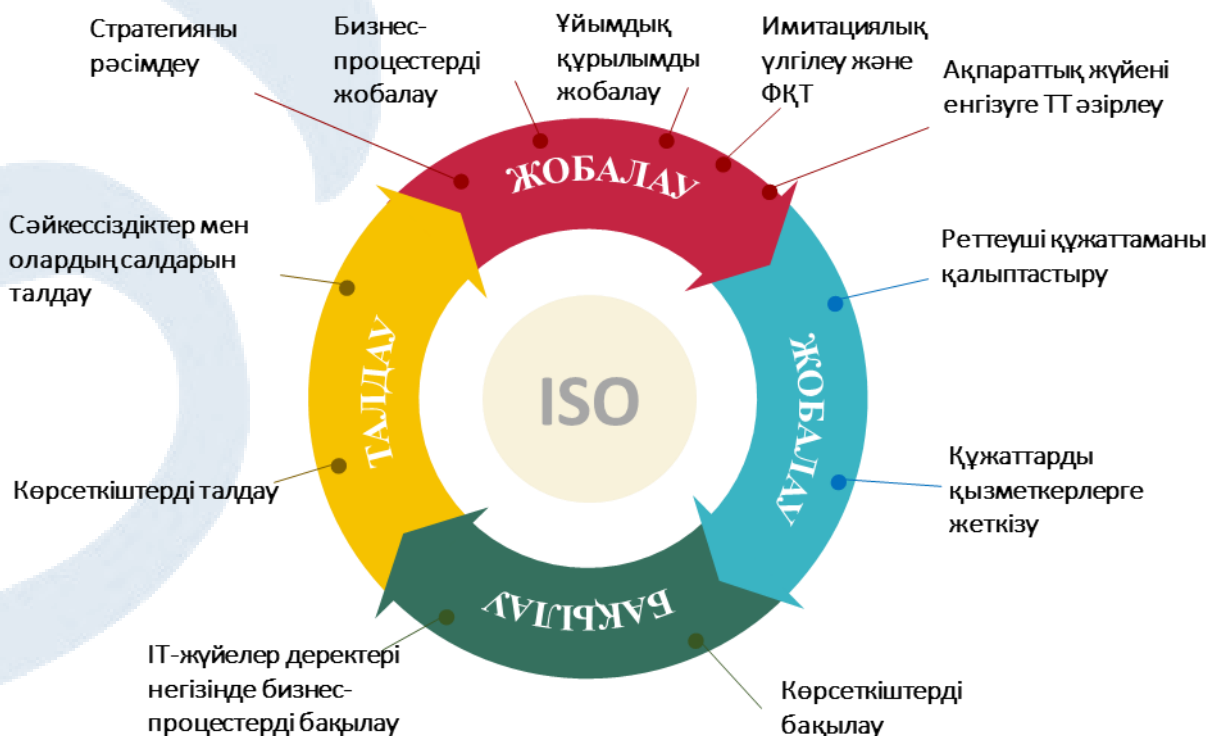 Стратегияны
рәсімдеу
Бизнес-
процестерді
жобалау
Ұйымдық
құрылымды
жобалау
Имитациялық
үлгілеу және
ФҚТ
Ақпараттық жүйені
енгізуге ТТ әзірлеу
ЖОБАЛАУ
Сәйкессіздіктер мен
олардың салдарын
талдау
Реттеуші құжаттаманы
қалыптастыру
ТАЛДАУ
ISO
ЖОБАЛАУ
Көрсеткіштерді талдау
Құжаттарды
қызметкерлерге
жеткізу
БАҚЫЛАУ
IT-жүйелер деректері
негізінде бизнес-
процестерді бақылау
Көрсеткіштерді
бақылау